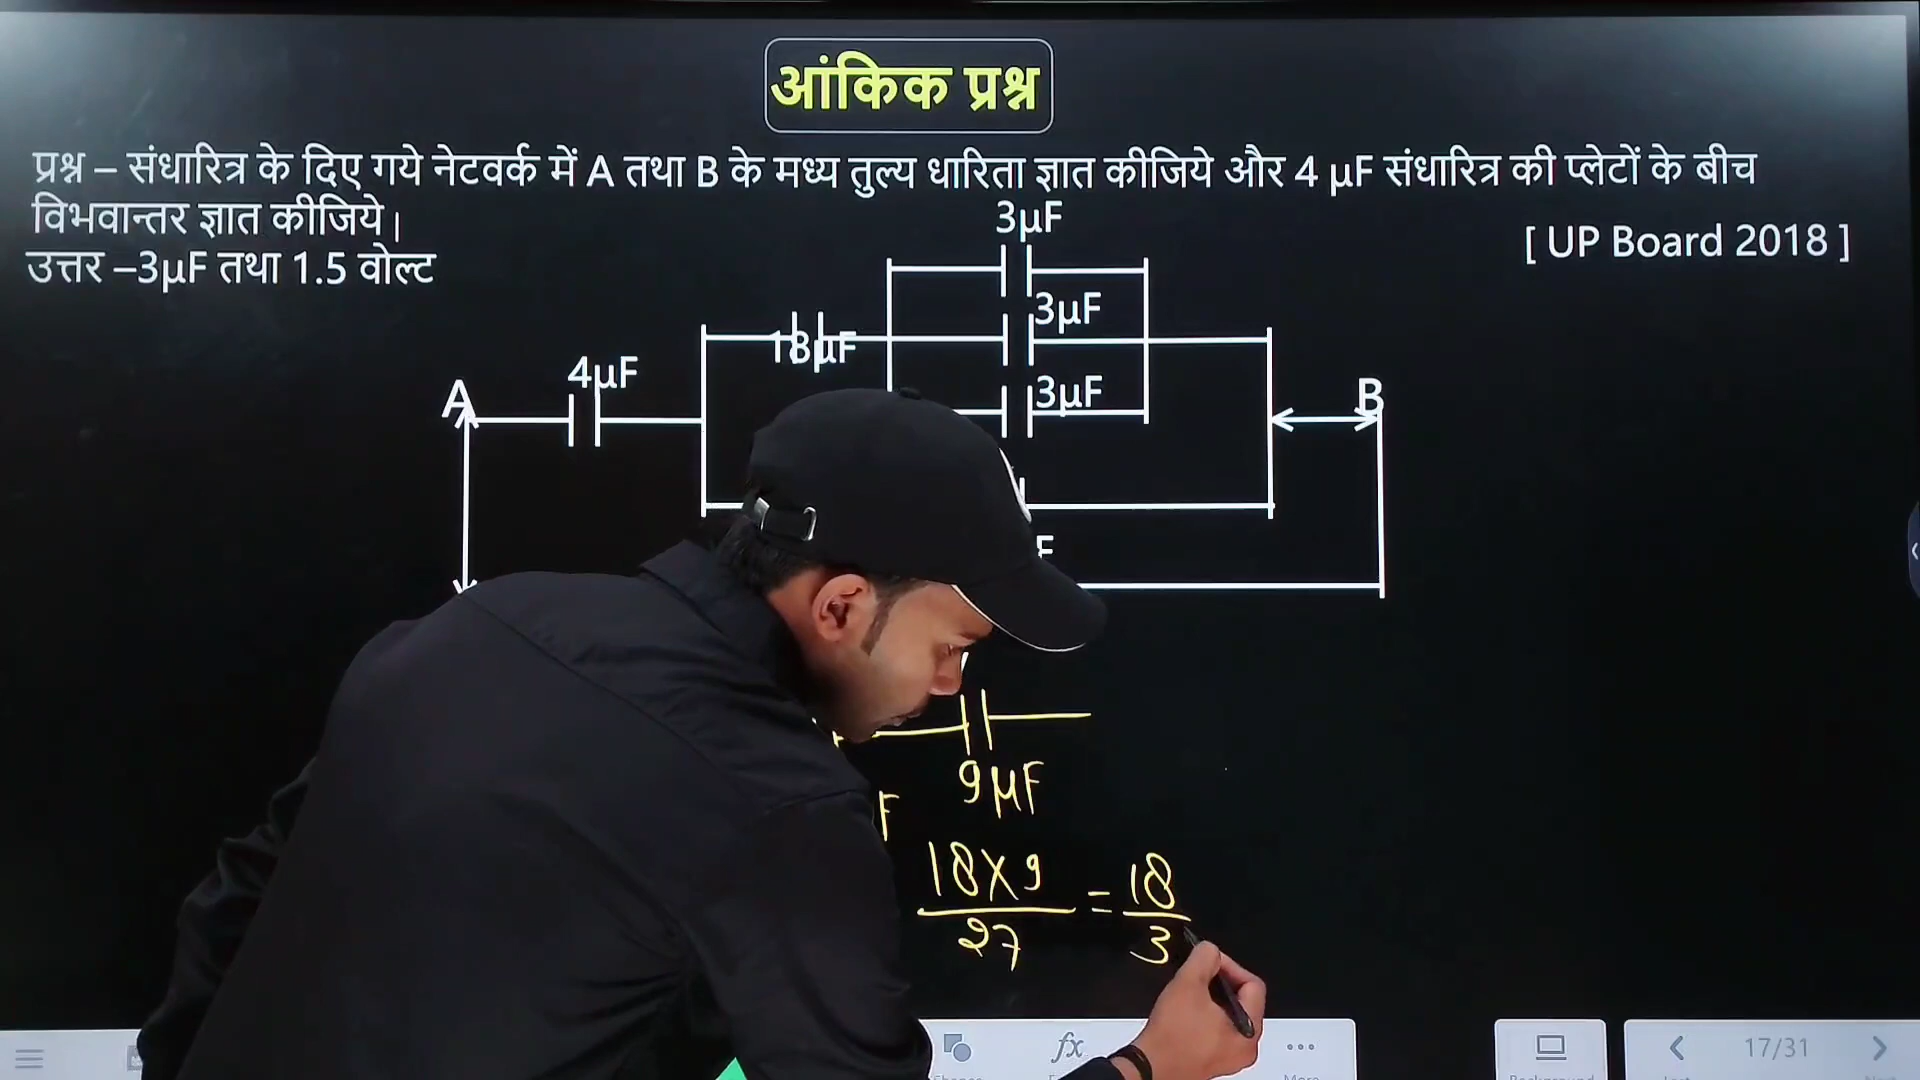 आंकिक प्रश्न
प्रश्न – संधारित्र के दिए गये नेटवर्क में A तथा B के मध्य तुल्य धारिता ज्ञात कीजिये और 4 μF संधारित्र की प्लेटों के बीच
विभवान्तर ज्ञात कीजिये।
[ UP Board 2018 ]
उत्तर –3μF तथा 1.5 वोल्ट
3μF
3μF
18μF
4μF
3μF
A
B
F
9μF
F
18×9/27 = 18/3
fx
17/31